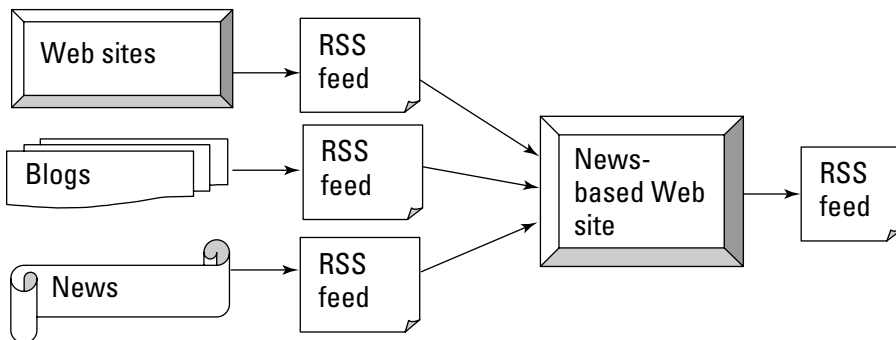 Web sites
RSS
feed
Blogs
RSS
feed
News
RSS
feed
News-
based Web
site
RSS
feed